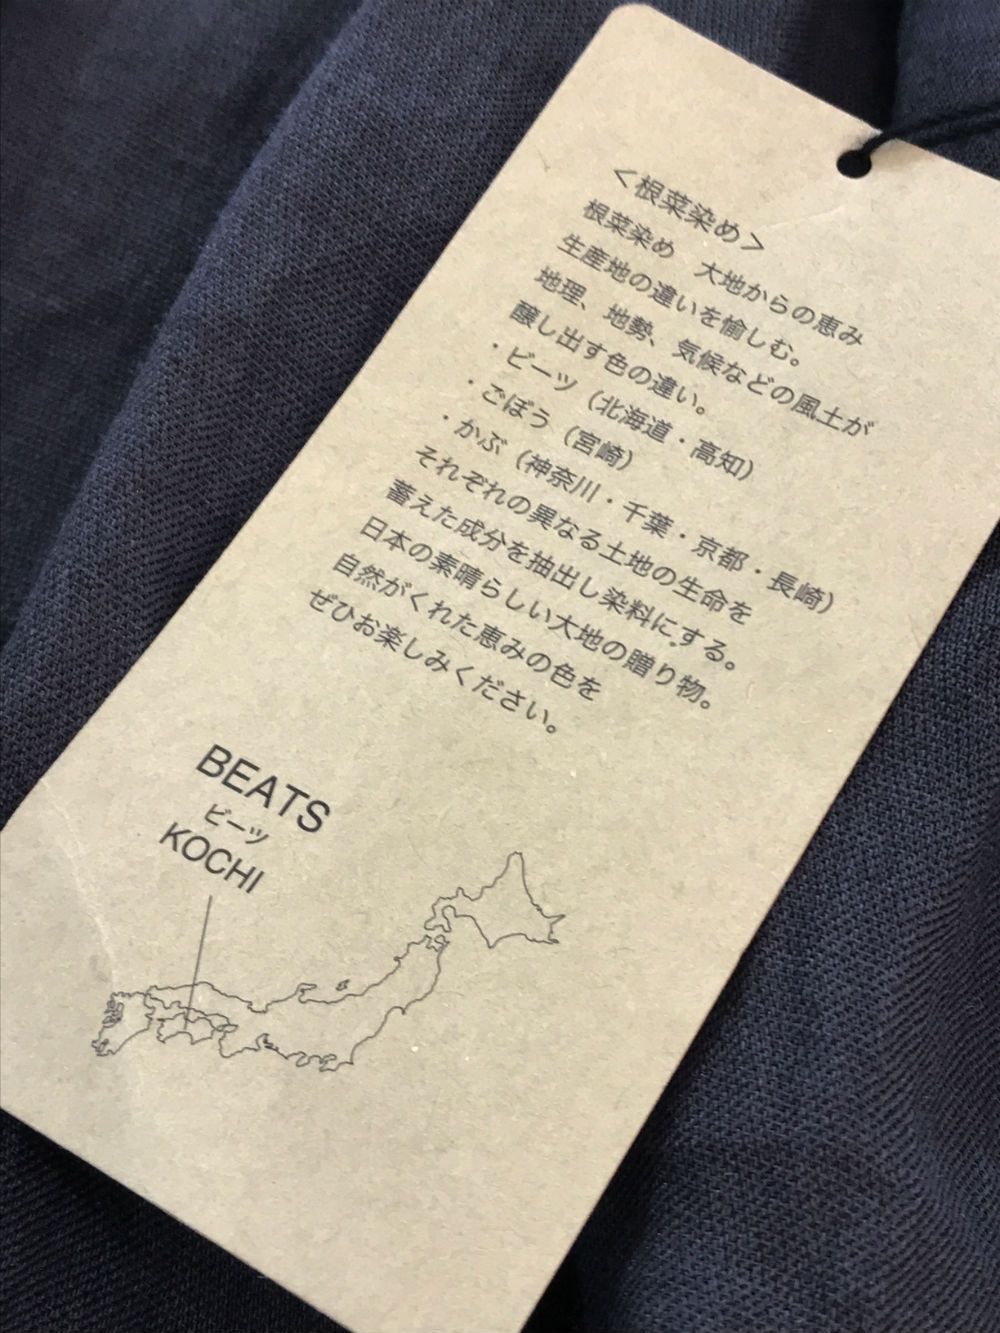 ＜根菜染め＞
根菜染め　大地からの恵み
生産地の違いを愉しむ。
地理、地勢、気候などの風土が
醸し出す色の違い。
・ビーツ（北海道・高知）
・ごぼう（宮崎）
・かぶ（神奈川・千葉・京都・長崎）
それぞれの異なる土地の生命を
蓄えた成分を抽出し染料にする。
日本の素晴らしい大地の贈り物。
自然がくれた恵みの色を
ぜひお楽しみください。
BEATS
ビーツ
KOCHI